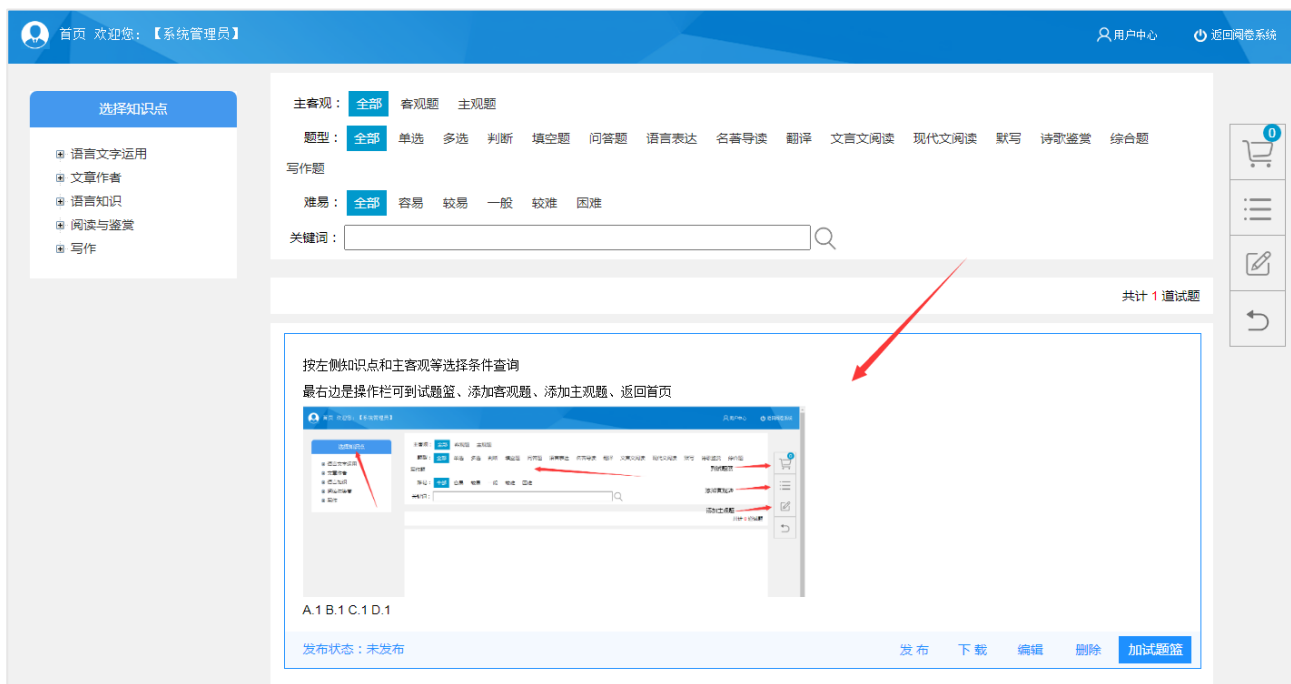 首页 欢迎您：【系统管理员】
用户中心
返回阅卷系统
选择知识点
语言文字运用
文章作者
语言知识
阅读与鉴赏
写作
主客观： 全部 客观题 主观题
题型： 全部 单选 多选 判断 填空题 问答题 语言表达 名著导读 翻译 文言文阅读 现代文阅读 默写 诗歌鉴赏 综合题
写作题
难易： 全部 容易 较易 一般 较难 困难
关键词：
0
共计 1 道试题
按左侧知识点和主客观等选择条件查询
最右边是操作栏可到试题篮、添加客观题、添加主观题、返回首页
选择知识点
添加主观题
A.1 B.1 C.1 D.1
发布状态：未发布
发 布 下 载 编辑 删除 加试题篮